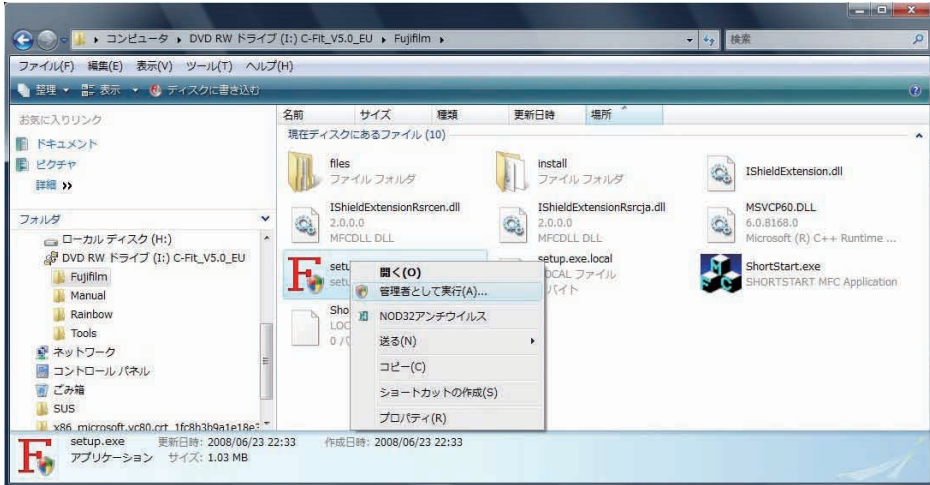 コンピュータ ▸ DVD RW ドライブ (I:) C-Fit_V5.0_EU ▸ Fujifilm ▸
検索
ファイル(F) 編集(E) 表示(V) ツール(T) ヘルプ(H)
整理 表示 ディスクに書き込む
お気に入りリンク
ドキュメント
ピクチャ
詳細 »
フォルダ
ローカル ディスク (H:)
DVD RW ドライブ (I:) C-Fit_V5.0_EU
Fujifilm
Manual
Rainbow
Tools
ネットワーク
コントロール パネル
ごみ箱
SUS
名前 サイズ 種類 更新日時 場所
現在ディスクにあるファイル (10)
files
ファイル フォルダ
install
ファイル フォルダ
IShieldExtension.dll
IShieldExtensionRsrcen.dll
2.0.0.0
MFCDLL DLL
IShieldExtensionRsrcja.dll
2.0.0.0
MFCDLL DLL
MSVCP60.DLL
6.0.8168.0
Microsoft (R) C++ Runtime ...
setup.exe.local
ShortStart.exe
SHORTSTART MFC Application
開く(O)
管理者として実行(A)...
NOD32アンチウイルス
送る(N)
コピー(C)
ショートカットの作成(S)
プロパティ(R)
setup.exe 更新日時: 2008/06/23 22:33 作成日時: 2008/06/23 22:33
アプリケーション サイズ: 1.03 MB